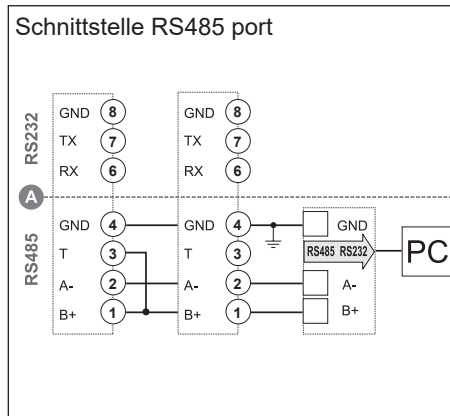 Schnittstelle RS485 port
RS232
GND 8 GND 8
TX 7 TX 7
RX 6 RX 6
A
RS485
GND 4 GND 4 GND
T 3 T 3 RS485 RS232 PC
A- 2 A- 2 A-
B+ 1 B+ 1 B+